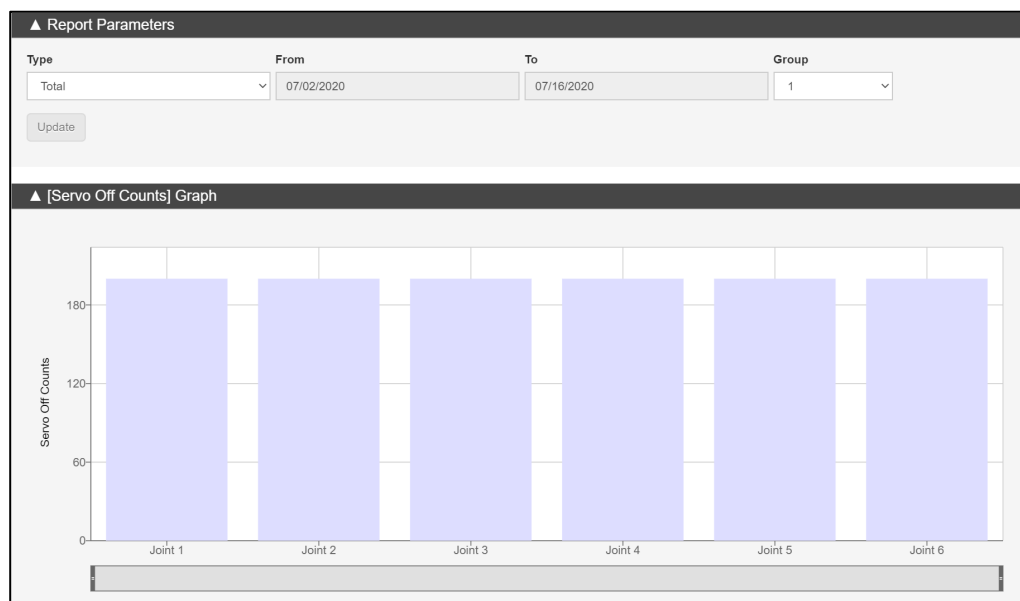 ▲ Report Parameters
Type From To Group
Total 07/02/2020 07/16/2020 1
Update
▲ [Servo Off Counts] Graph
Servo Off Counts
180
120
60
0
Joint 1 Joint 2 Joint 3 Joint 4 Joint 5 Joint 6